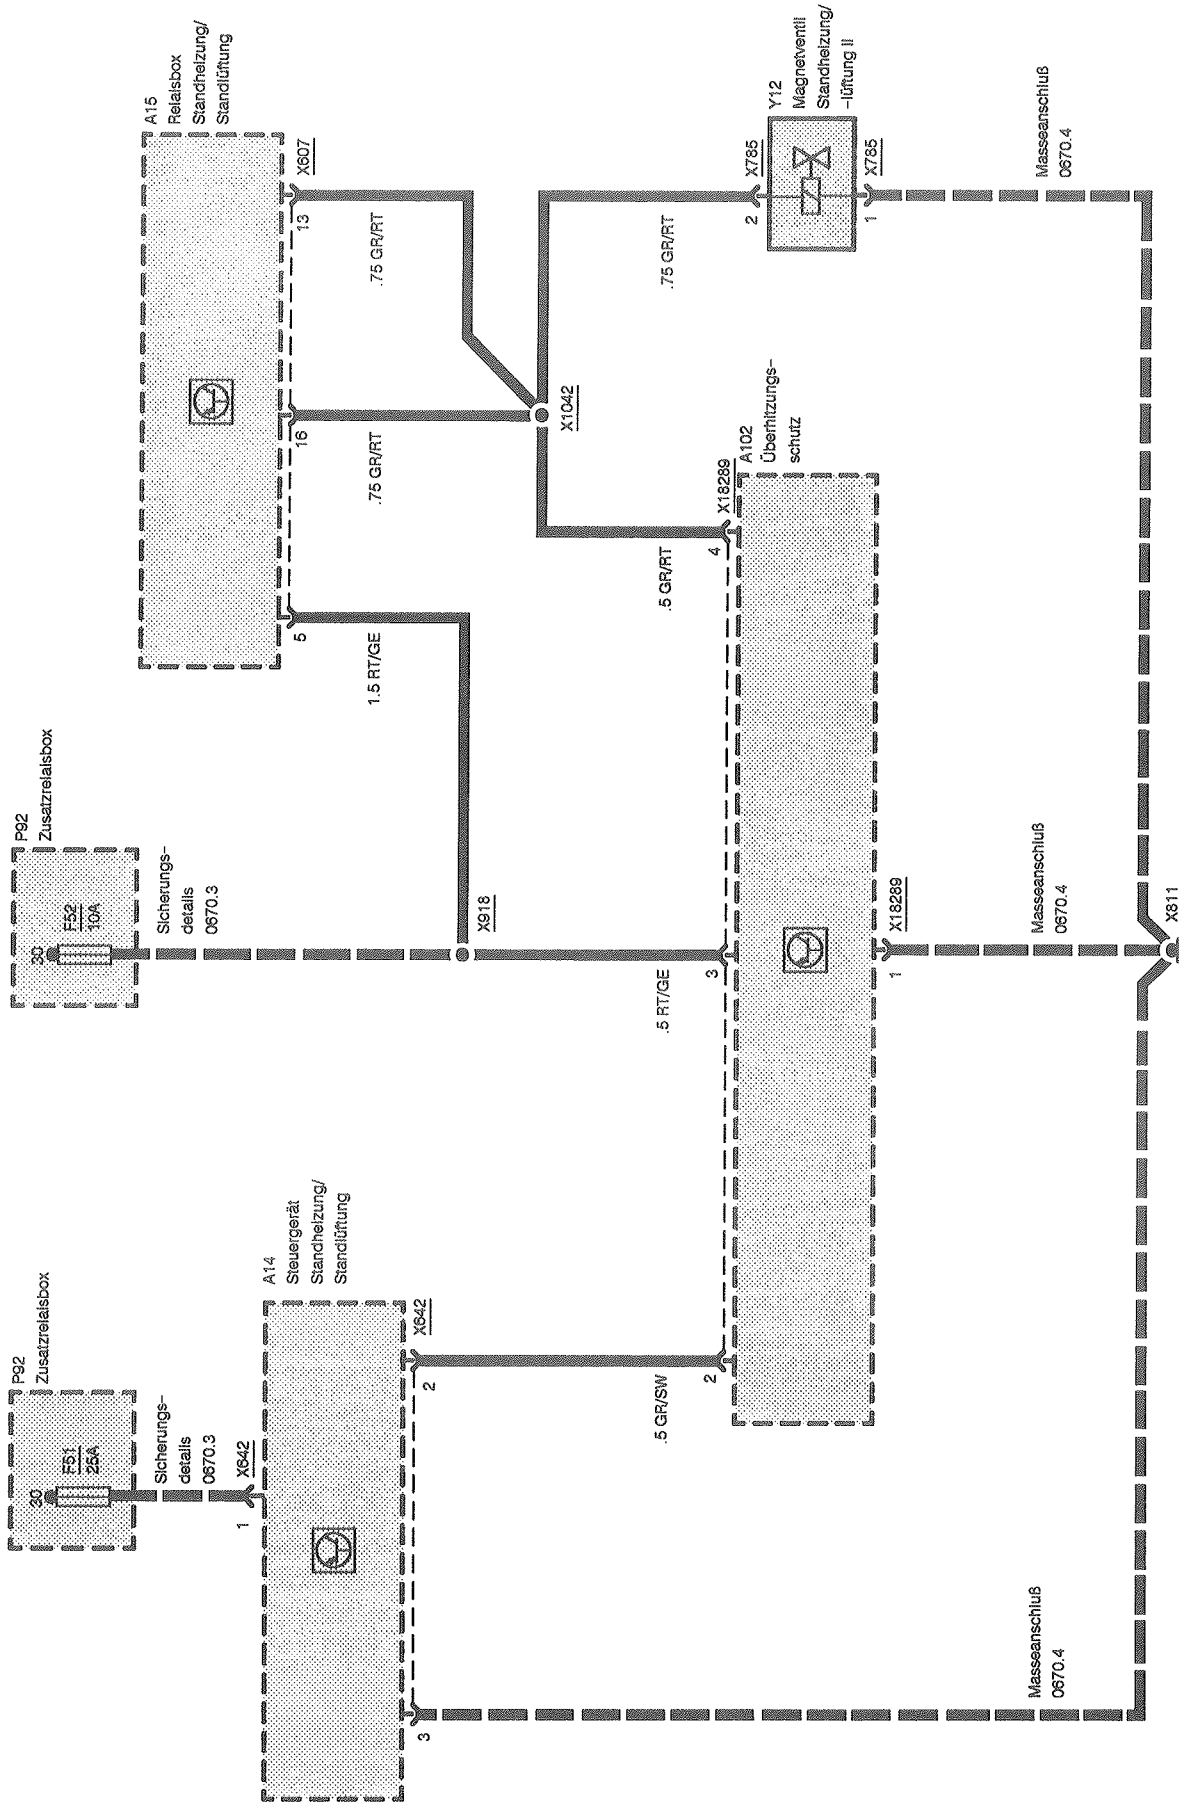 P92
Zusatzrelaisbox
30
F51
25A
Sicherungs-
details
0670.3
X642
1
A14
Steuergerät
Standheizung/
Standlüftung
3
2
X642
.5 GR/SW
2
Masseanschluß
0670.4
P92
Zusatzrelaisbox
30
F52
10A
Sicherungs-
details
0670.3
X918
.5 RT/GE
3
1.5 RT/GE
A15
Relaisbox
Standheizung/
Standlüftung
5
16
13
X607
.75 GR/RT
.75 GR/RT
X1042
.5 GR/RT
4
X18289
A102
Überhitzungs-
schutz
X18289
1
Masseanschluß
0670.4
X811
.75 GR/RT
2
X785
Y12
Magnetventil
Standheizung/
-lüftung II
1
X785
Masseanschluß
0670.4